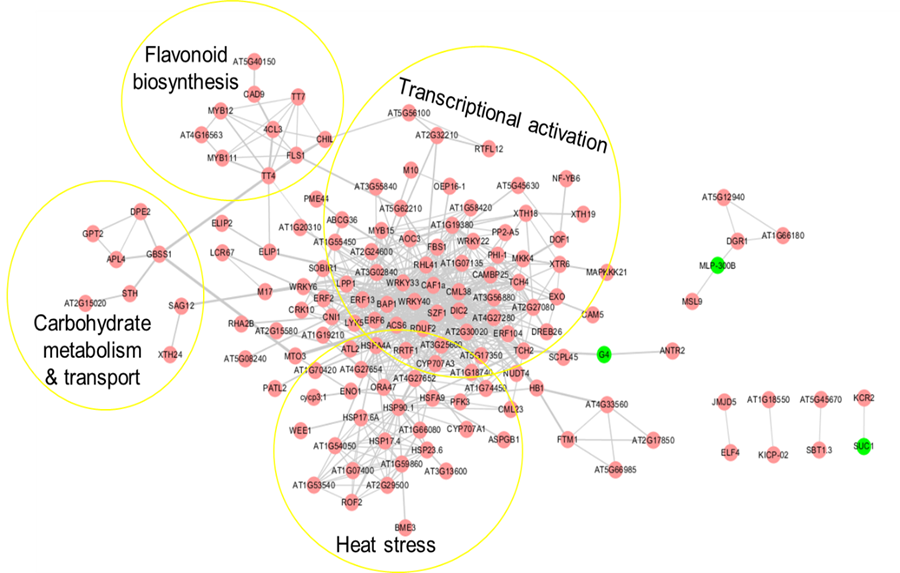 Flavonoid
biosynthesis
AT5G40150
CAD9
TT7
MYB12
4CL3
AT4G16563
CHIL
MYB111
FLS1
TT4
Transcriptional activation
AT5G56100
AT2G32210
RTFL12
M10
AT3G55840
OEP16-1
AT5G45630
NF-YB6
PME44
AT5G62210
AT1G58420
XTH18
XTH19
ABCG36
AT1G20310
MYB15
AT1G19380
PP2-A5
AT1G55450
AOC3
FBS1
WRKY22
DOF1
AT2G24600
PHI-1
MKK4
SOBIR1
RHL41
AT1G07135
XTR6
MAPKKK21
AT3G02840
CAMBP25
LPP1
WRKY33
CAF1a
TCH4
WRKY6
CML38
AT3G56880
EXO
ERF2
ERF13
BAP1
WRKY40
AT2G27080
CRK10
SZF1
DIC2
CAM5
CNI1
LYK5
ERF6
AT4G27280
ACS6
ROUF2
AT2G30020
ERF104
DREB26
AT1G19210
ATL2
HSFA4A
RRTF1
AT3G25600
AT5G17350
TCH2
SCPL45
G4
ANTR2
CYP707A3
AT1G18740
NUDT4
ELIP2
LCR67
ELIP1
M17
RHA2B
AT2G15580
AT5G08240
MTO3
DPE2
GPT2
APL4
GBSS1
STH
AT2G15020
SAG12
XTH24
Carbohydrate
metabolism
& transport
AT1G70420
AT4G27654
AT4G27652
AT1G74450
HB1
PATL2
cycp3;1
ENO1
ORA47
HSFA9
PFK3
CML23
HSP90.1
HSP17.6A
WEE1
AT1G66080
CYP707A1
ASPGB1
AT1G54050
HSP17.4
HSP23.6
AT1G07400
AT1G59860
AT3G13600
AT1G53540
AT2G29500
ROF2
BME3
Heat stress
AT4G33560
FTM1
AT2G17850
AT5G66985
AT5G12940
DGR1
AT1G66180
MLP-300B
MSL9
JMJD5
AT1G18550
AT5G45670
KCR2
ELF4
KICP-02
SBT1.3
SUC1